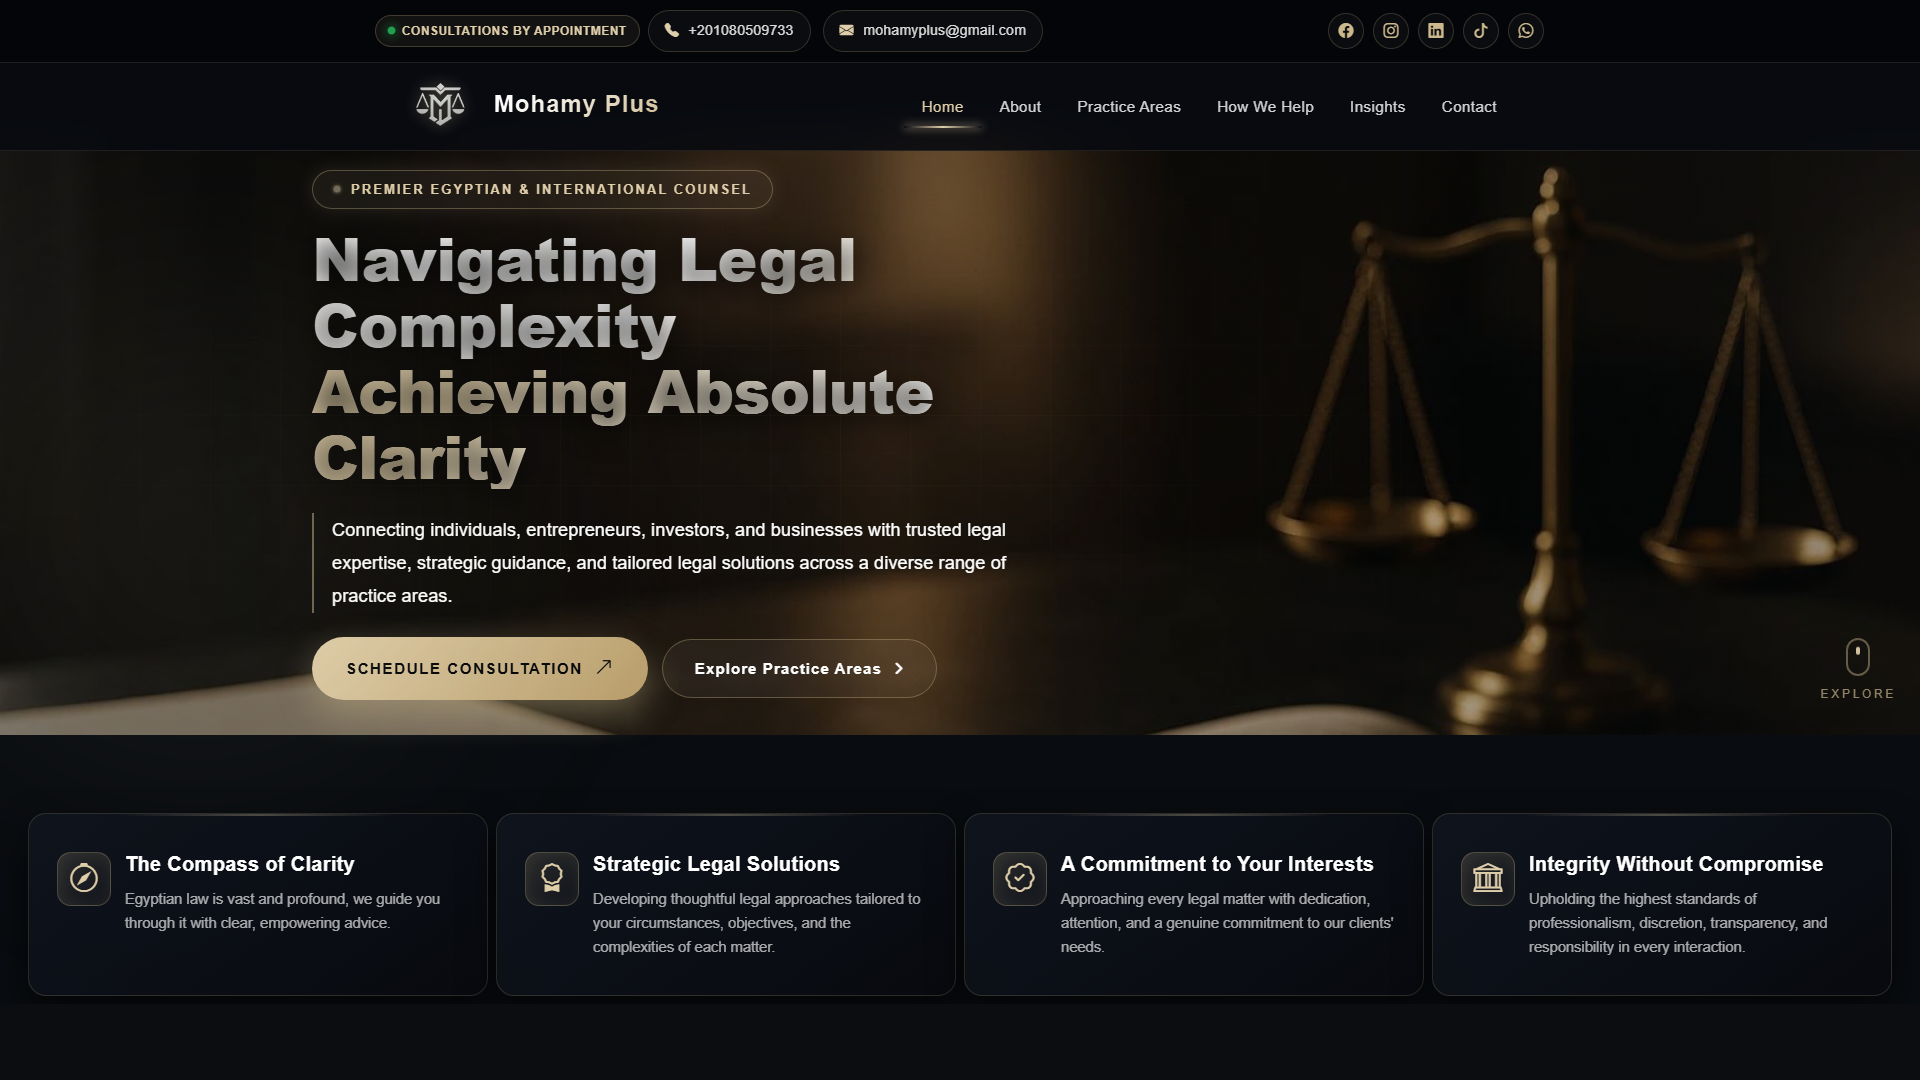 CONSULTATIONS BY APPOINTMENT
+201080509733
mohamyplus@gmail.com
Mohamy Plus
Home
About
Practice Areas
How We Help
Insights
Contact
PREMIER EGYPTIAN & INTERNATIONAL COUNSEL
Navigating Legal
Complexity
Achieving Absolute
Clarity
Connecting individuals, entrepreneurs, investors, and businesses with trusted legal
expertise, strategic guidance, and tailored legal solutions across a diverse range of
practice areas.
SCHEDULE CONSULTATION
Explore Practice Areas
EXPLORE
The Compass of Clarity
Egyptian law is vast and profound, we guide you
through it with clear, empowering advice.
Strategic Legal Solutions
Developing thoughtful legal approaches tailored to
your circumstances, objectives, and the
complexities of each matter.
A Commitment to Your Interests
Approaching every legal matter with dedication,
attention, and a genuine commitment to our clients'
needs.
Integrity Without Compromise
Upholding the highest standards of
professionalism, discretion, transparency, and
responsibility in every interaction.